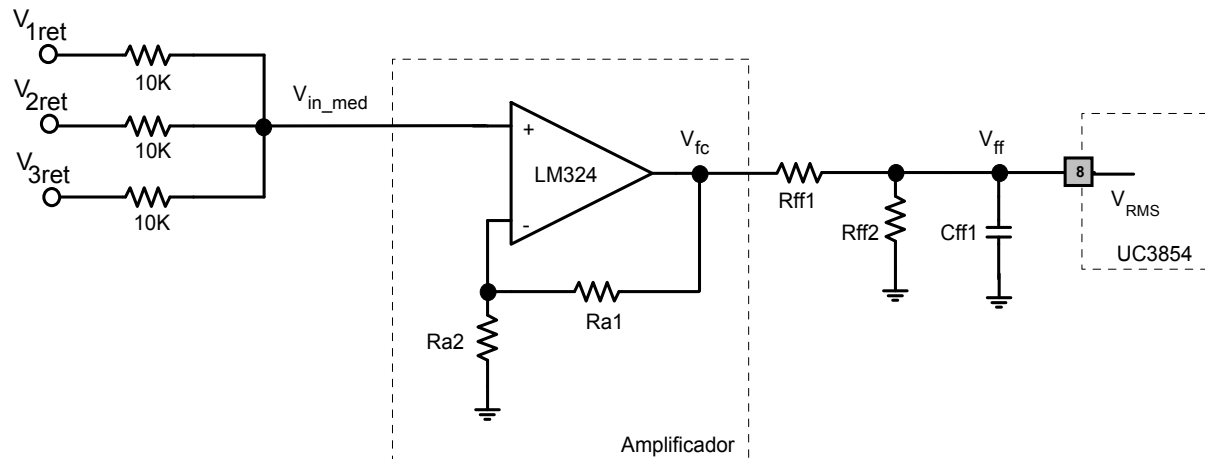 V1ret
10K
V2ret
10K
V3ret
10K
Vin_med
+
LM324
-
Ra1
Ra2
Amplificador
Vfc
Rff1
Rff2
Vff
Cff1
8
VRMS
UC3854